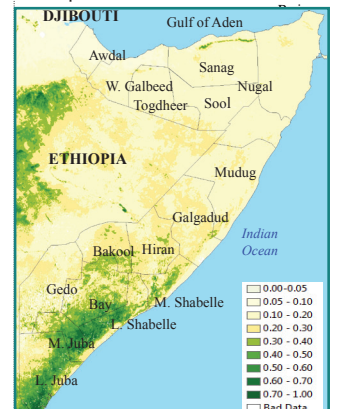 DJIBOUTI
Gulf of Aden
Awdal
Sanag
W. Galbeed
Nugal
Togdheer
Sool
ETHIOPIA
Mudug
Galgadud
Indian
Ocean
Bakool
Hiran
Gedo
Bay
M. Shabelle
L. Shabelle
M. Juba
L. Juba
0.00-0.05
0.05 - 0.10
0.10 - 0.20
0.20 - 0.30
0.30 - 0.40
0.40 - 0.50
0.50 - 0.60
0.60 - 0.70
0.70 - 1.00
Bad Data